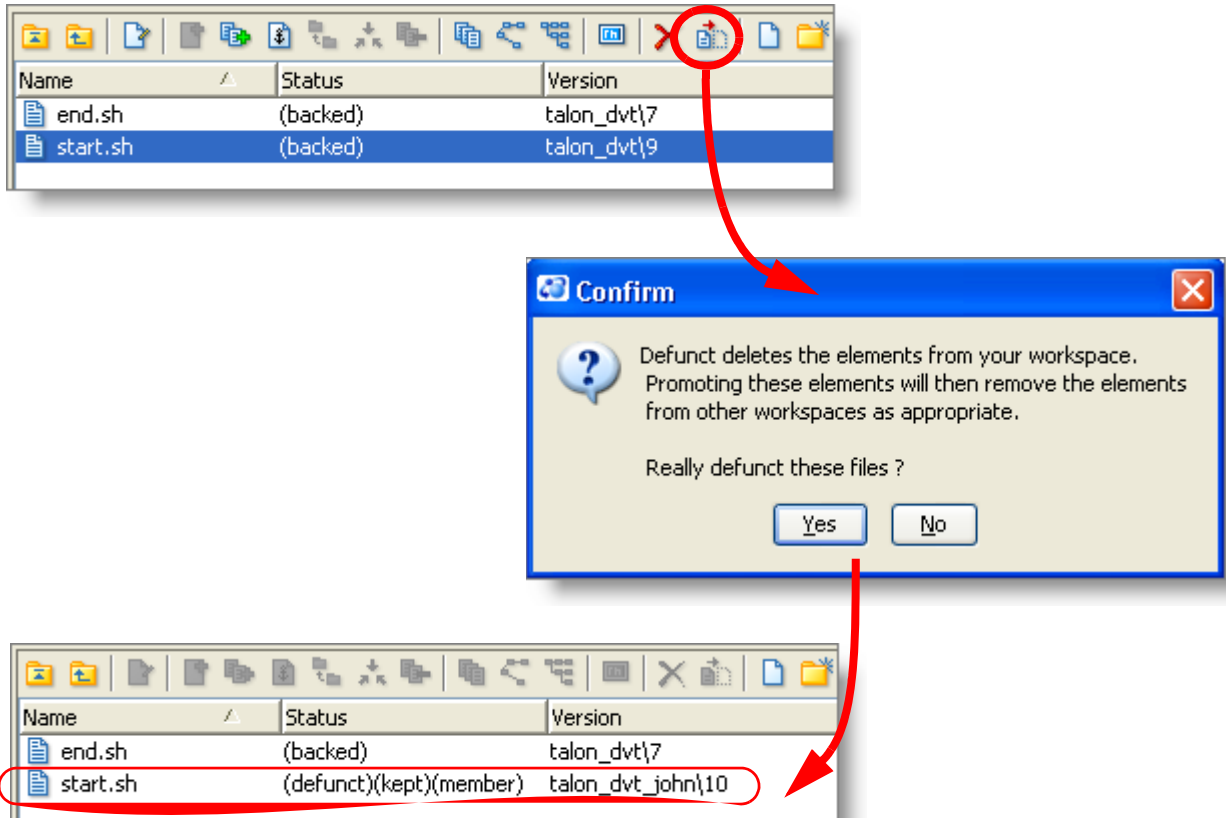 Name Status Version
end.sh (backed) talon_dvt\7
start.sh (backed) talon_dvt\9
Confirm
Defunct deletes the elements from your workspace.
Promoting these elements will then remove the elements
from other workspaces as appropriate.
Really defunct these files ?
Yes No
Name Status Version
end.sh (backed) talon_dvt\7
start.sh (defunct)(kept)(member) talon_dvt_john\10